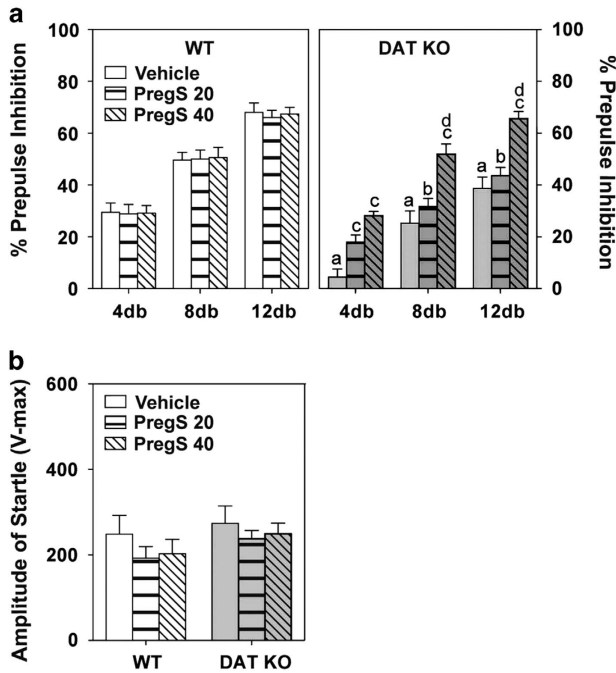 a
WT
DAT KO
Vehicle
PregS 20
PregS 40
% Prepulse Inhibition
100
80
60
40
20
0
4db
8db
12db
a
c
c
a
b
d
c
a
b
d
c
4db
8db
12db
100
80
60
40
20
0
% Prepulse Inhibition
b
Vehicle
PregS 20
PregS 40
Amplitude of Startle (V-max)
600
400
200
0
WT
DAT KO